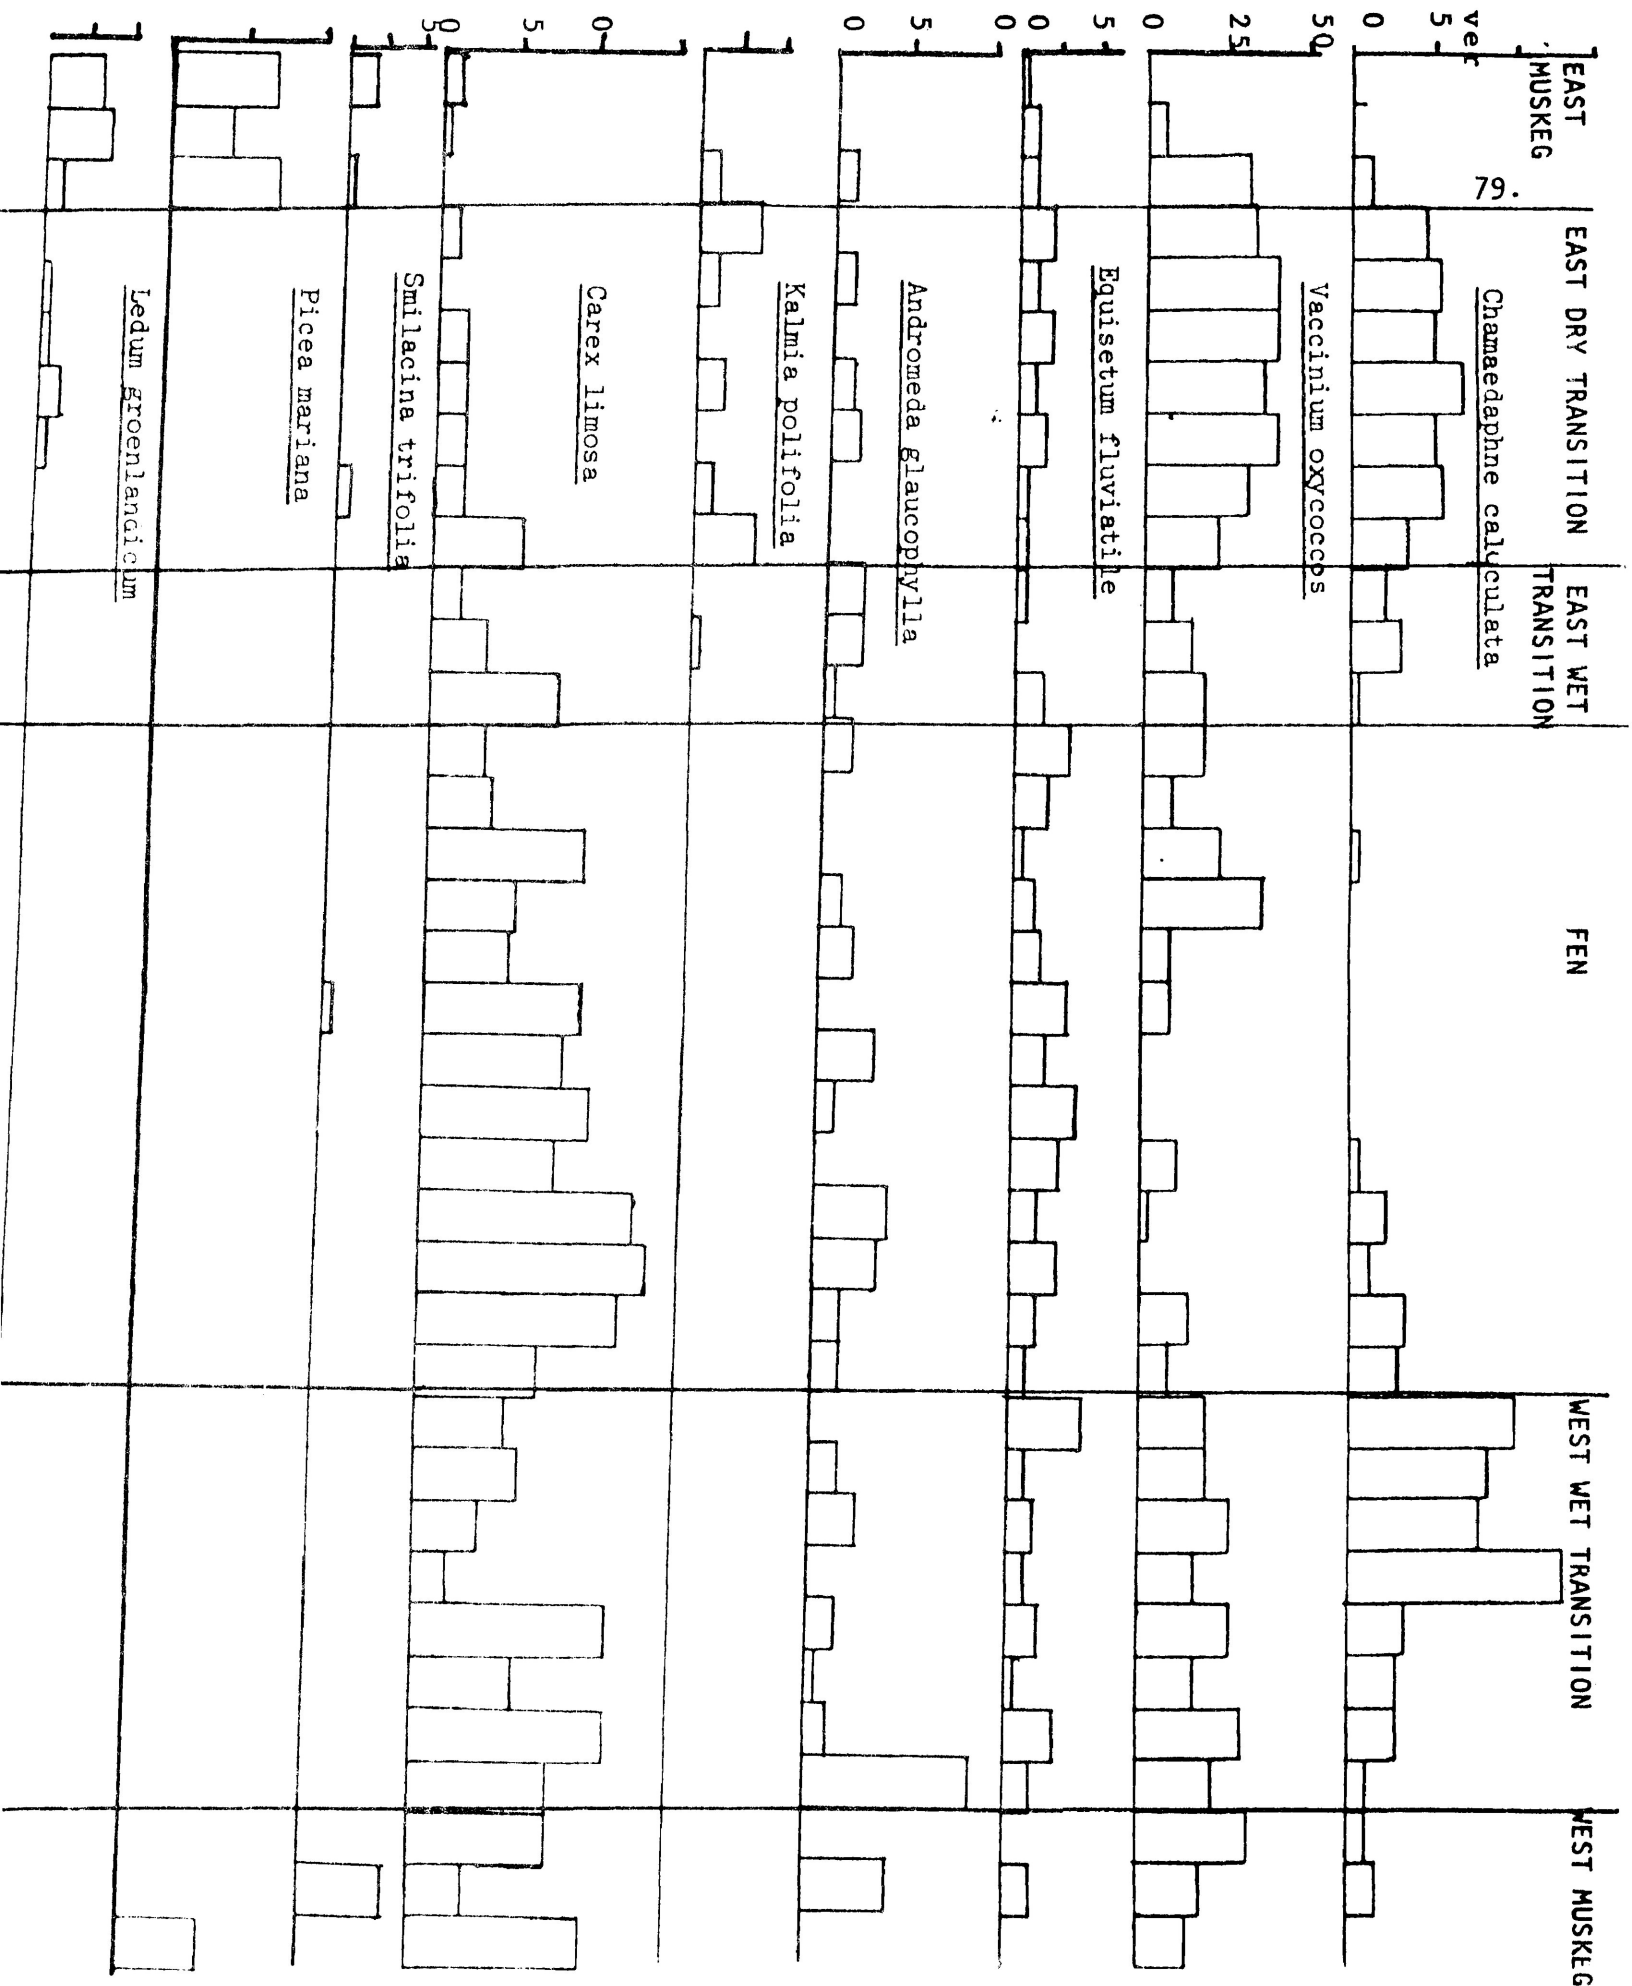 79.
EAST
MUSKEG
EAST DRY TRANSITION
EAST WET
TRANSITION
FEN
WEST WET TRANSITION
WEST MUSKEG
ver
0 5
Chamaedaphne calyculata
0 25 50
Vaccinium oxycoccos
0 5
Equisetum fluviatile
0 5 0
Andromeda glaucophylla
Kalmia polifolia
0 5 0
Carex limosa
5
Smilacina trifolia
Picea mariana
Ledum groenlandicum